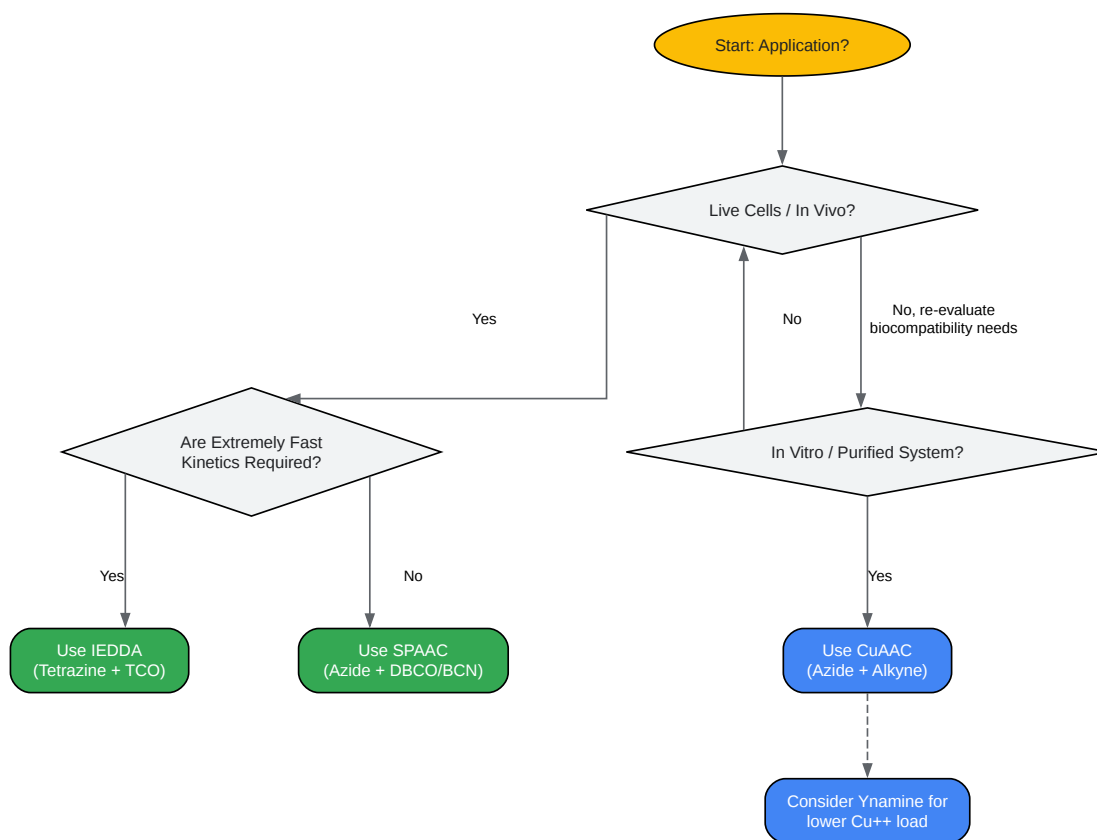 Start: Application?
Live Cells / In Vivo?
Yes
No
No, re-evaluate
biocompatibility needs
Are Extremely Fast
Kinetics Required?
In Vitro / Purified System?
Yes
No
Yes
Use IEDDA
(Tetrazine + TCO)
Use SPAAC
(Azide + DBCO/BCN)
Use CuAAC
(Azide + Alkyne)
Consider Ynamine for
lower Cu++ load